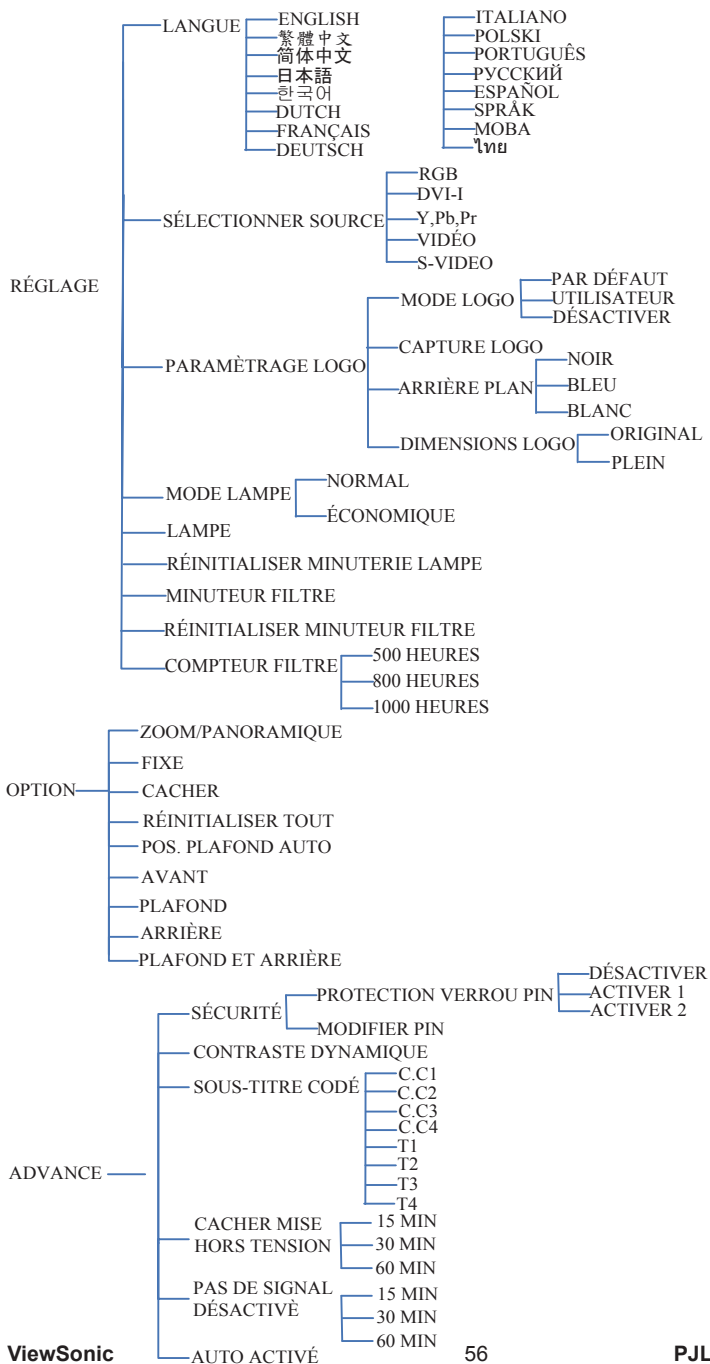 RÉGLAGE
LANGUE
ENGLISH
繁體中文
简体中文
日本語
한국어
DUTCH
FRANÇAIS
DEUTSCH
ITALIANO
POLSKI
PORTUGUÊS
РУССКИЙ
ESPAÑOL
SPRÅK
MOBA
ไทย
SÉLECTIONNER SOURCE
RGB
DVI-I
Y,Pb,Pr
VIDÉO
S-VIDEO
PARAMÈTRAGE LOGO
MODE LOGO
PAR DÉFAUT
UTILISATEUR
DÉSACTIVER
CAPTURE LOGO
ARRIÈRE PLAN
NOIR
BLEU
BLANC
DIMENSIONS LOGO
ORIGINAL
PLEIN
MODE LAMPE
NORMAL
ÉCONOMIQUE
LAMPE
RÉINITIALISER MINUTERIE LAMPE
MINUTEUR FILTRE
RÉINITIALISER MINUTEUR FILTRE
COMPTEUR FILTRE
500 HEURES
800 HEURES
1000 HEURES
OPTION
ZOOM/PANORAMIQUE
FIXE
CACHER
RÉINITIALISER TOUT
POS. PLAFOND AUTO
AVANT
PLAFOND
ARRIÈRE
PLAFOND ET ARRIÈRE
ADVANCE
SÉCURITÉ
PROTECTION VERROU PIN
DÉSACTIVER
ACTIVER 1
ACTIVER 2
MODIFIER PIN
CONTRASTE DYNAMIQUE
SOUS-TITRE CODÉ
C.C1
C.C2
C.C3
C.C4
T1
T2
T3
T4
CACHER MISE
HORS TENSION
15 MIN
30 MIN
60 MIN
PAS DE SIGNAL
DÉSACTIVÈ
15 MIN
30 MIN
60 MIN
AUTO ACTIVÉ
ViewSonic
56
PJL